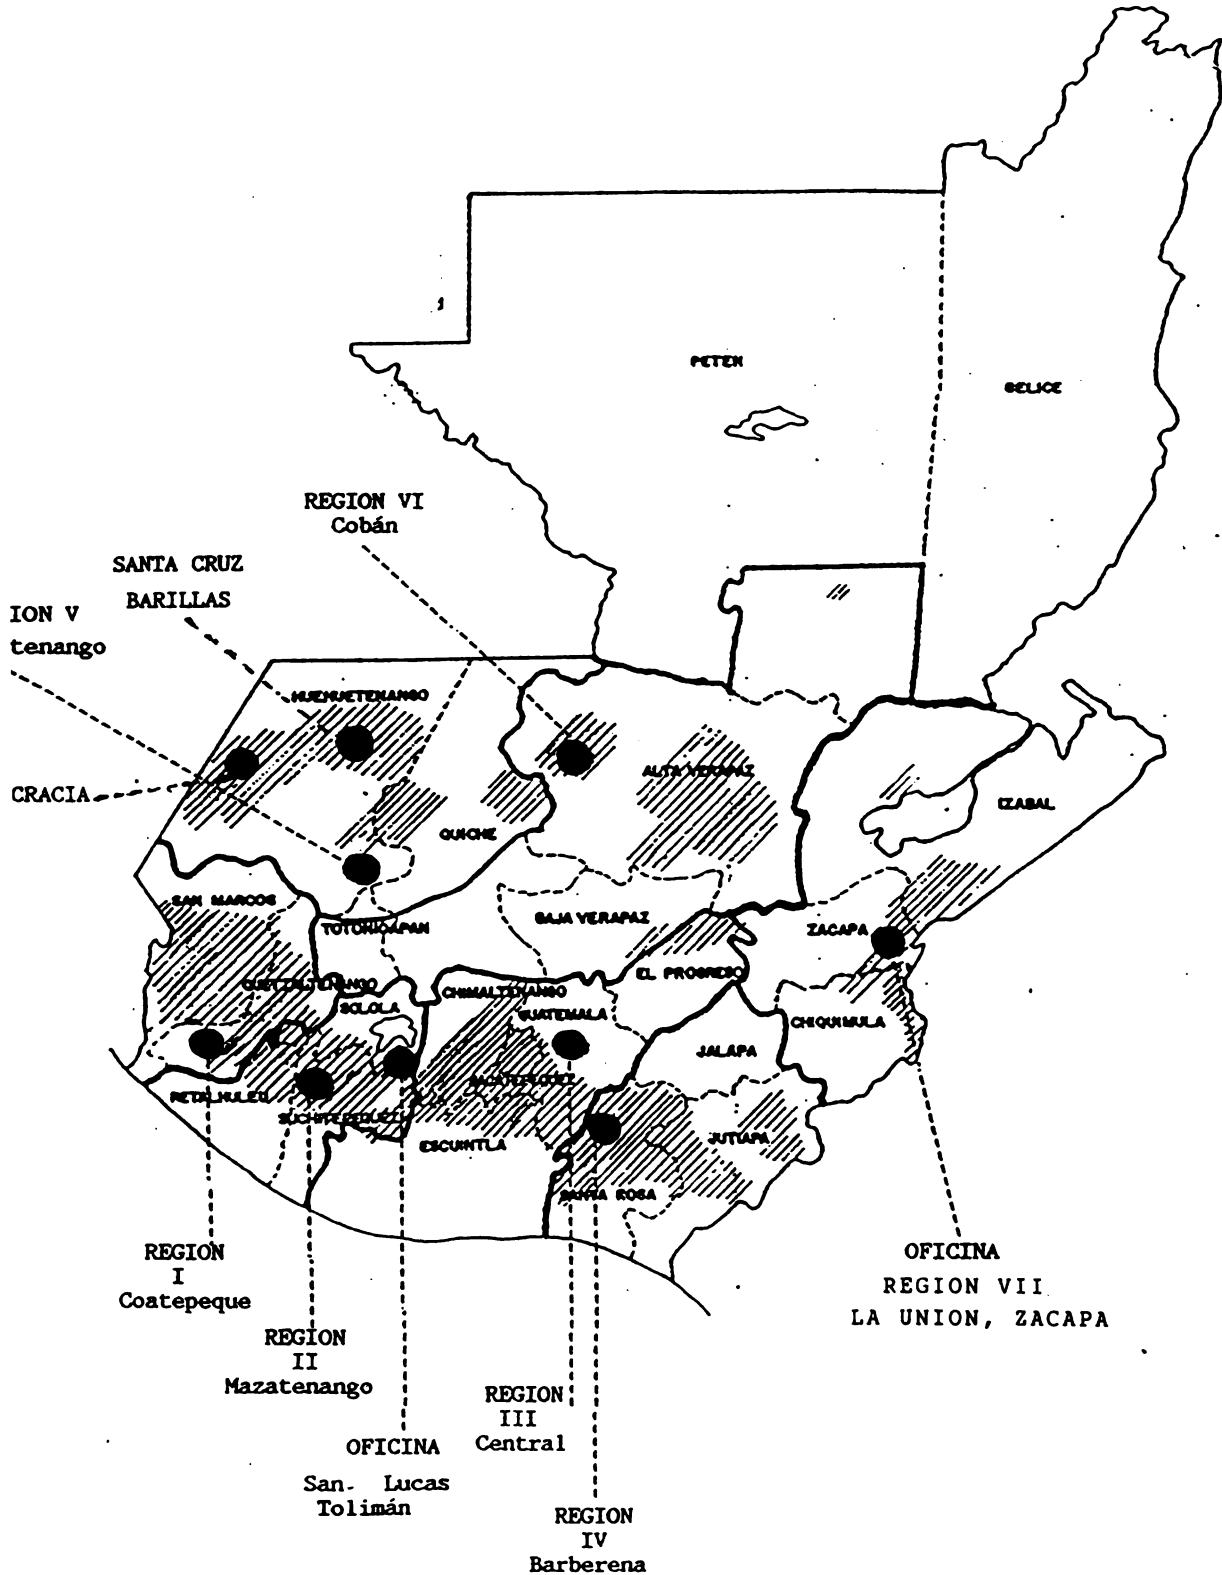 PETEN
BELICE
REGION VI
Cobán
SANTA CRUZ
BARILLAS
ION V
tenango
HUEHUETENANGO
CRACIA
ALTA VERAPAZ
IZABAL
QUICHE
SAN MARCOS
TOTONICAPAN
BAJA VERAPAZ
ZACAPA
EL PROGRESO
QUETZALTENANGO
CHIMALTENANGO
SOLOLA
GUATEMALA
CHIQUIMULA
JALAPA
SACATEPEQUEZ
RETALHULEU
SUCHITEPEQUEZ
ESCUINTLA
JUTIAPA
SANTA ROSA
REGION
I
Coatepeque
OFICINA
REGION VII
LA UNION, ZACAPA
REGION
II
Mazatenango
REGION
III
Central
OFICINA
San- Lucas
Tolimán
REGION
IV
Barberena